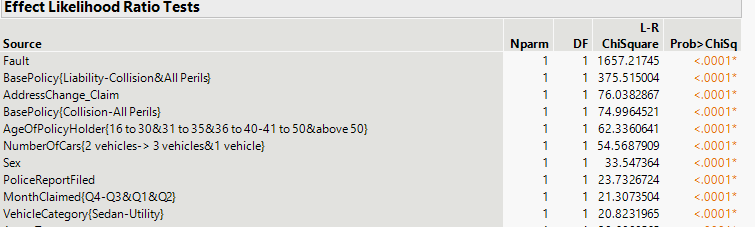 Effect Likelihood Ratio Tests
L-R
Source Nparm DF ChiSquare Prob>ChiSq
Fault 1 1 1657.21745 <.0001*
BasePolicy{Liability-Collision&All Perils} 1 1 375.515004 <.0001*
AddressChange_Claim 1 1 76.0382867 <.0001*
BasePolicy{Collision-All Perils} 1 1 74.9964521 <.0001*
AgeOfPolicyHolder{16 to 30&31 to 35&36 to 40-41 to 50&above 50} 1 1 62.3360641 <.0001*
NumberOfCars{2 vehicles-> 3 vehicles&1 vehicle} 1 1 54.5687909 <.0001*
Sex 1 1 33.547364 <.0001*
PoliceReportFiled 1 1 23.7326724 <.0001*
MonthClaimed{Q4-Q3&Q1&Q2} 1 1 21.3073504 <.0001*
VehicleCategory{Sedan-Utility} 1 1 20.8231965 <.0001*